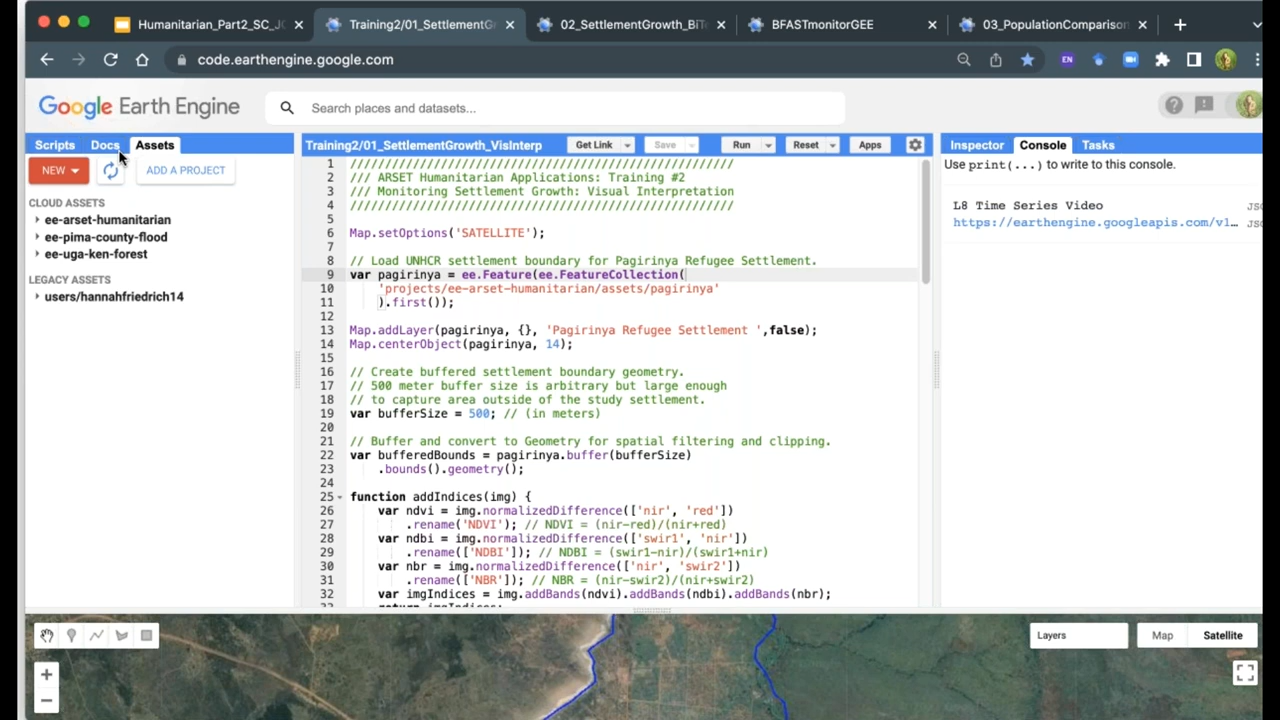 Humanitarian_Part2_SC_JC
Training2/01_SettlementGr
02_SettlementGrowth_BiTe
BFASTmonitorGEE
03_PopulationComparison
code.earthengine.google.com
EN
Google Earth Engine
Search places and datasets...
Scripts
Docs
Assets
NEW
ADD A PROJECT
CLOUD ASSETS
ee-arset-humanitarian
ee-pima-county-flood
ee-uga-ken-forest
LEGACY ASSETS
users/hannahfriedrich14
Training2/01_SettlementGrowth_VisInterp
Get Link
Save
Run
Reset
Apps
1 ///////////////////////////////////////////////////////
2 /// ARSET Humanitarian Applications: Training #2
3 /// Monitoring Settlement Growth: Visual Interpretation
4 ///////////////////////////////////////////////////////
5
6 Map.setOptions('SATELLITE');
7
8 // Load UNHCR settlement boundary for Pagirinya Refugee Settlement.
9 var pagirinya = ee.Feature(ee.FeatureCollection(
10 'projects/ee-arset-humanitarian/assets/pagirinya'
11 ).first());
12
13 Map.addLayer(pagirinya, {}, 'Pagirinya Refugee Settlement ',false);
14 Map.centerObject(pagirinya, 14);
15
16 // Create buffered settlement boundary geometry.
17 // 500 meter buffer size is arbitrary but large enough
18 // to capture area outside of the study settlement.
19 var bufferSize = 500; // (in meters)
20
21 // Buffer and convert to Geometry for spatial filtering and clipping.
22 var bufferedBounds = pagirinya.buffer(bufferSize)
23 .bounds().geometry();
24
25 function addIndices(img) {
26 var ndvi = img.normalizedDifference(['nir', 'red'])
27 .rename('NDVI'); // NDVI = (nir-red)/(nir+red)
28 var ndbi = img.normalizedDifference(['swir1', 'nir'])
29 .rename(['NDBI']); // NDBI = (swir1-nir)/(swir1+nir)
30 var nbr = img.normalizedDifference(['nir', 'swir2'])
31 .rename(['NBR']); // NBR = (nir-swir2)/(nir+swir2)
32 var imgIndices = img.addBands(ndvi).addBands(ndbi).addBands(nbr);
Inspector
Console
Tasks
Use print(...) to write to this console.
L8 Time Series Video
JSO
https://earthengine.googleapis.com/v1...
JSO
Layers
Map
Satellite